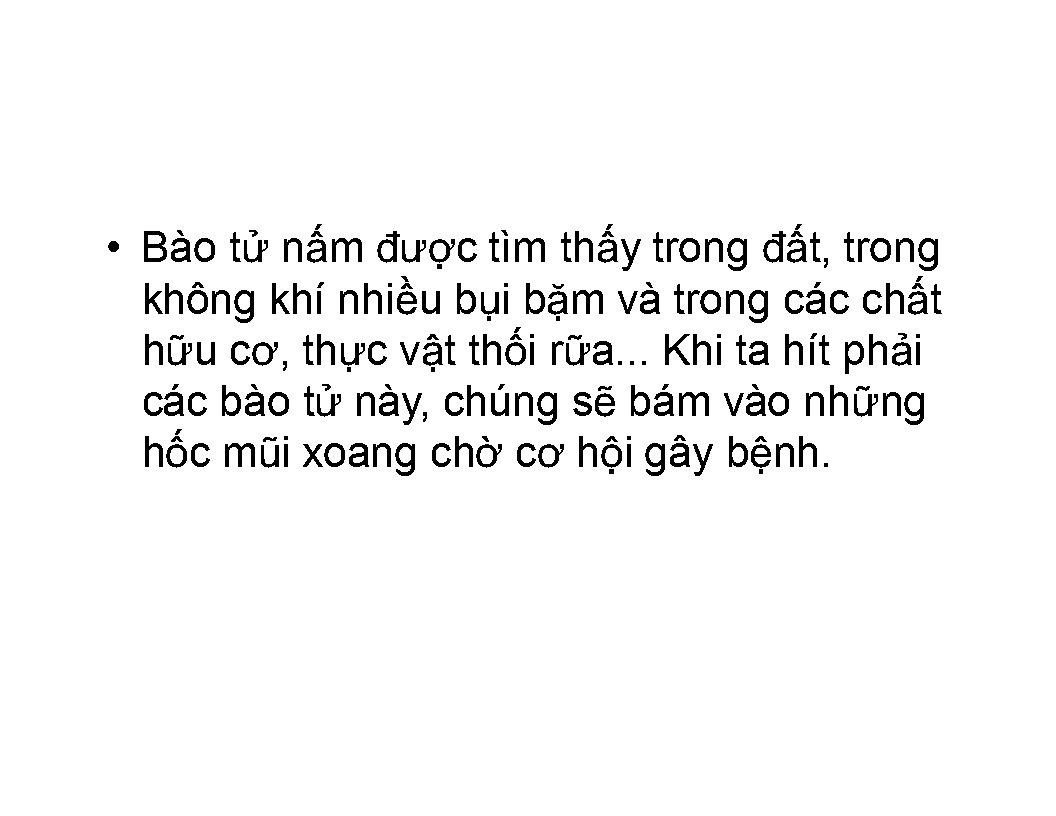 • Bào tử nấm được tìm thấy trong đất, trong
không khí nhiều bụi bặm và trong các chất
hữu cơ, thực vật thối rữa... Khi ta hít phải
các bào tử này, chúng sẽ bám vào những
hốc mũi xoang chờ cơ hội gây bệnh.